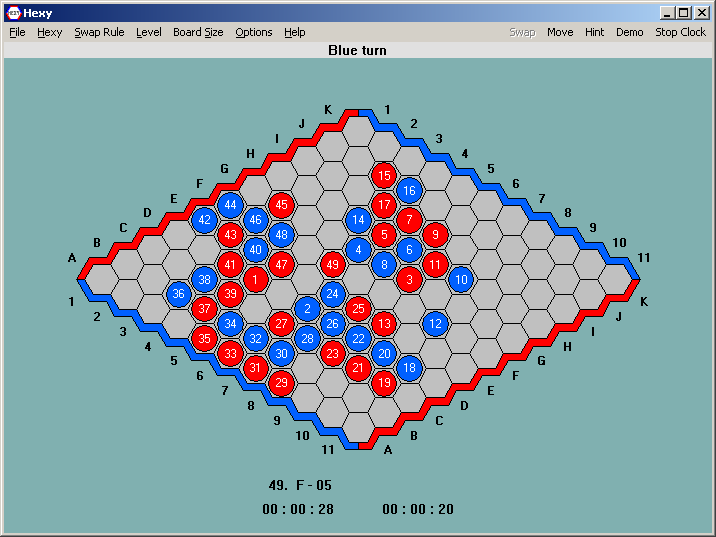 HEXY Hexy
File Hexy Swap Rule Level Board Size Options Help Swap Move Hint Demo Stop Clock
Blue turn
K 1
J 2
I 15 3
H 16 4
G 44 45 17 5
F 42 46 14 7 6
E 43 48 5 9 7
D 40 4 6 8
C 41 47 49 8 11 9
B 38 1 3 10 10
A 36 39 24 11
1 37 2 25 K
2 34 27 26 13 12 J
3 35 32 28 22 I
4 33 30 23 20 H
5 31 21 18 G
6 29 19 F
7 E
8 D
9 C
10 B
11 A
49. F - 05
00 : 00 : 28 00 : 00 : 20